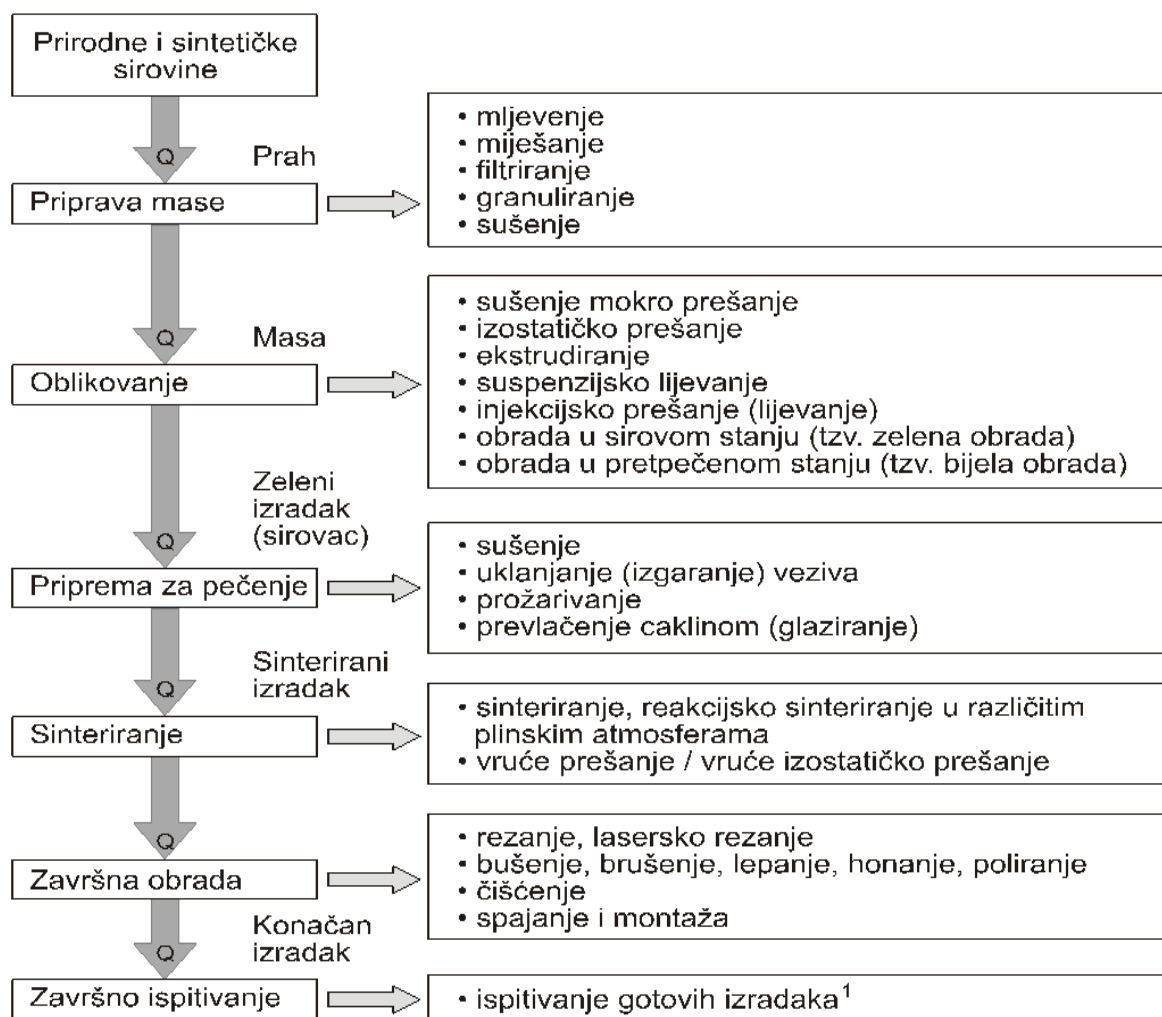 Prirodne i sintetičke
sirovine
Q
Prah
Priprava mase
• mljevenje
• miješanje
• filtriranje
• granuliranje
• sušenje
Q
Masa
Oblikovanje
• sušenje mokro prešanje
• izostatičko prešanje
• ekstrudiranje
• suspenzijsko lijevanje
• injekcijsko prešanje (lijevanje)
• obrada u sirovom stanju (tzv. zelena obrada)
• obrada u pretpečenom stanju (tzv. bijela obrada)
Zeleni
izradak
(sirovac)
Q
Priprema za pečenje
• sušenje
• uklanjanje (izgaranje) veziva
• prožarivanje
• prevlačenje caklinom (glaziranje)
Sinterirani
izradak
Q
Sinteriranje
• sinteriranje, reakcijsko sinteriranje u različitim
plinskim atmosferama
• vruće prešanje / vruće izostatičko prešanje
Q
Završna obrada
• rezanje, lasersko rezanje
• bušenje, brušenje, lepanje, honanje, poliranje
• čišćenje
• spajanje i montaža
Konačan
izradak
Q
Završno ispitivanje
• ispitivanje gotovih izradaka¹